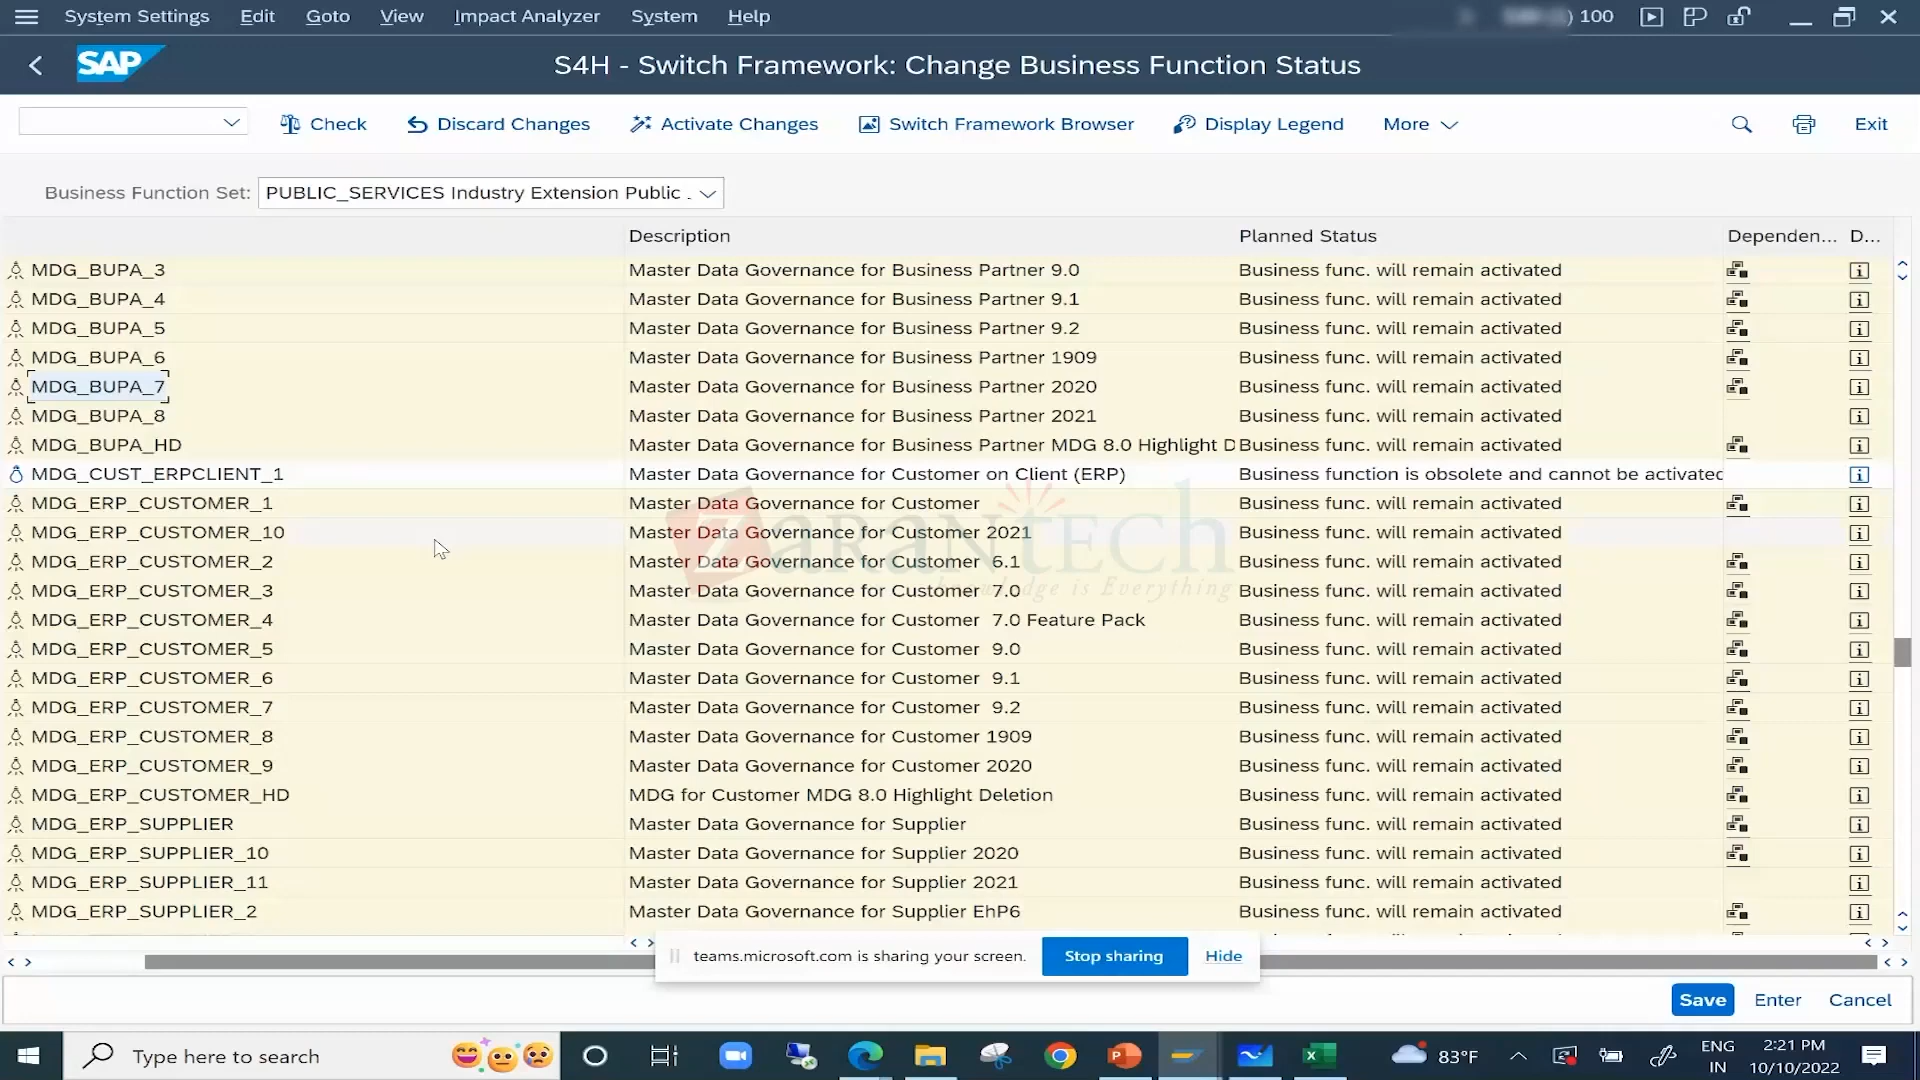 System Settings Edit Goto View Impact Analyzer System Help ) 100
SAP S4H - Switch Framework: Change Business Function Status
Check Discard Changes Activate Changes Switch Framework Browser Display Legend More Exit
Business Function Set: PUBLIC_SERVICES Industry Extension Public .
Description Planned Status Dependen... D...
MDG_BUPA_3 Master Data Governance for Business Partner 9.0 Business func. will remain activated
MDG_BUPA_4 Master Data Governance for Business Partner 9.1 Business func. will remain activated
MDG_BUPA_5 Master Data Governance for Business Partner 9.2 Business func. will remain activated
MDG_BUPA_6 Master Data Governance for Business Partner 1909 Business func. will remain activated
MDG_BUPA_7 Master Data Governance for Business Partner 2020 Business func. will remain activated
MDG_BUPA_8 Master Data Governance for Business Partner 2021 Business func. will remain activated
MDG_BUPA_HD Master Data Governance for Business Partner MDG 8.0 Highlight D Business func. will remain activated
MDG_CUST_ERPCLIENT_1 Master Data Governance for Customer on Client (ERP) Business function is obsolete and cannot be activated
MDG_ERP_CUSTOMER_1 Master Data Governance for Customer Business func. will remain activated
MDG_ERP_CUSTOMER_10 Master Data Governance for Customer 2021 Business func. will remain activated
MDG_ERP_CUSTOMER_2 Master Data Governance for Customer 6.1 Business func. will remain activated
MDG_ERP_CUSTOMER_3 Master Data Governance for Customer 7.0 Business func. will remain activated
MDG_ERP_CUSTOMER_4 Master Data Governance for Customer 7.0 Feature Pack Business func. will remain activated
MDG_ERP_CUSTOMER_5 Master Data Governance for Customer 9.0 Business func. will remain activated
MDG_ERP_CUSTOMER_6 Master Data Governance for Customer 9.1 Business func. will remain activated
MDG_ERP_CUSTOMER_7 Master Data Governance for Customer 9.2 Business func. will remain activated
MDG_ERP_CUSTOMER_8 Master Data Governance for Customer 1909 Business func. will remain activated
MDG_ERP_CUSTOMER_9 Master Data Governance for Customer 2020 Business func. will remain activated
MDG_ERP_CUSTOMER_HD MDG for Customer MDG 8.0 Highlight Deletion Business func. will remain activated
MDG_ERP_SUPPLIER Master Data Governance for Supplier Business func. will remain activated
MDG_ERP_SUPPLIER_10 Master Data Governance for Supplier 2020 Business func. will remain activated
MDG_ERP_SUPPLIER_11 Master Data Governance for Supplier 2021 Business func. will remain activated
MDG_ERP_SUPPLIER_2 Master Data Governance for Supplier EhP6 Business func. will remain activated
ZaranTech
knowledge is Everything
teams.microsoft.com is sharing your screen. Stop sharing Hide
Save Enter Cancel
Type here to search 83°F ENG 2:21 PM
IN 10/10/2022